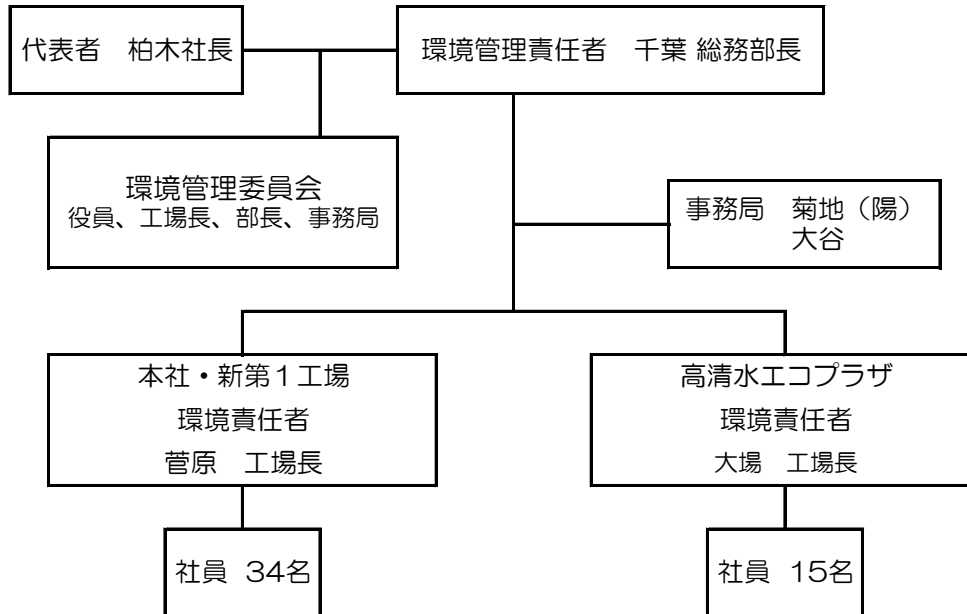 代表者　柏木社長
環境管理責任者　千葉 総務部長
環境管理委員会
役員、工場長、部長、事務局
事務局　菊地（陽）
大谷
本社・新第１工場
環境責任者
菅原　工場長
高清水エコプラザ
環境責任者
大場　工場長
社員 34名
社員 15名